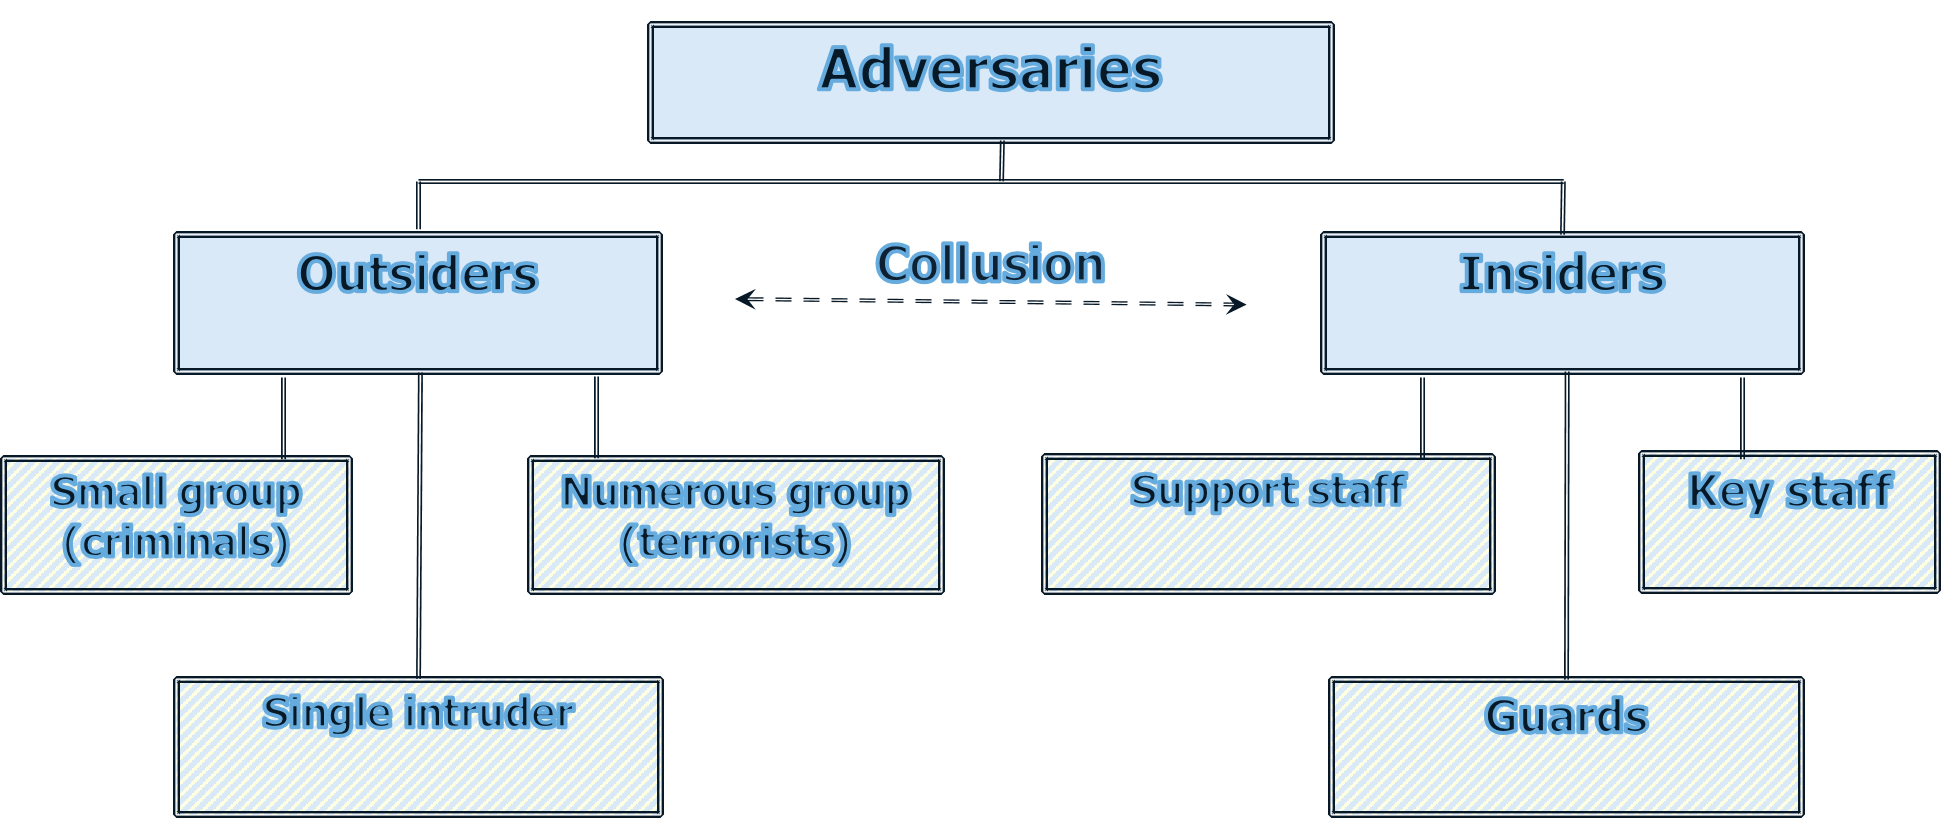 Adversaries
Outsiders
Collusion
Insiders
Small group
(criminals)
Numerous group
(terrorists)
Support staff
Key staff
Single intruder
Guards